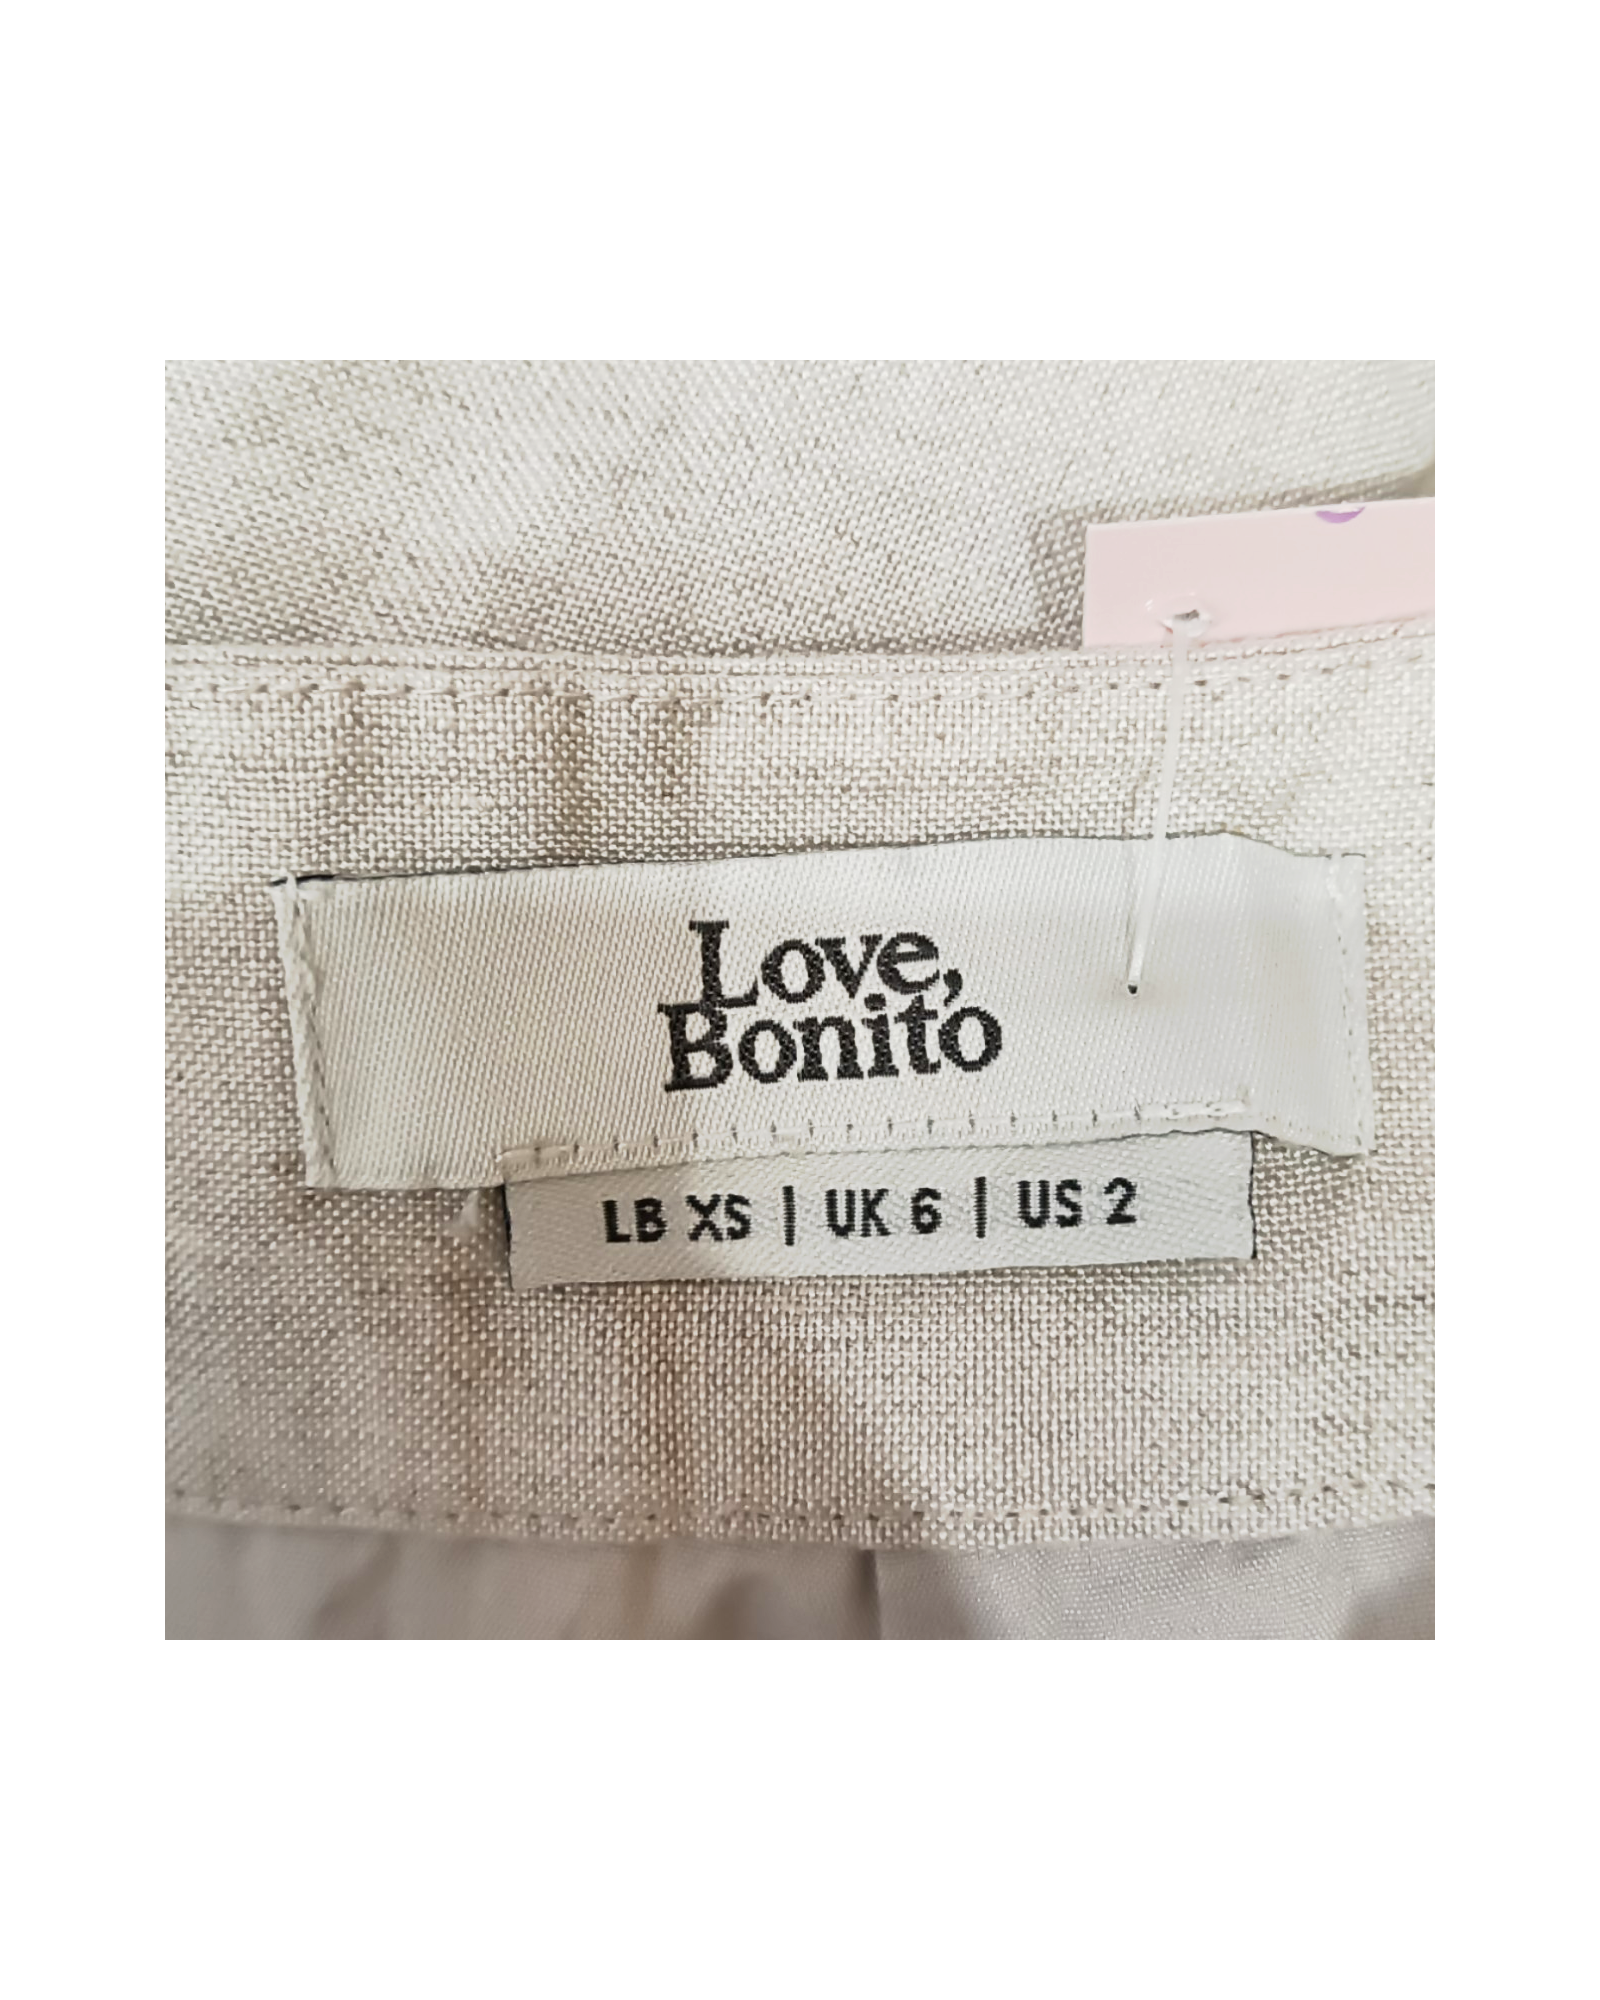 Love,
Bonito
LB XS | UK 6 | US 2